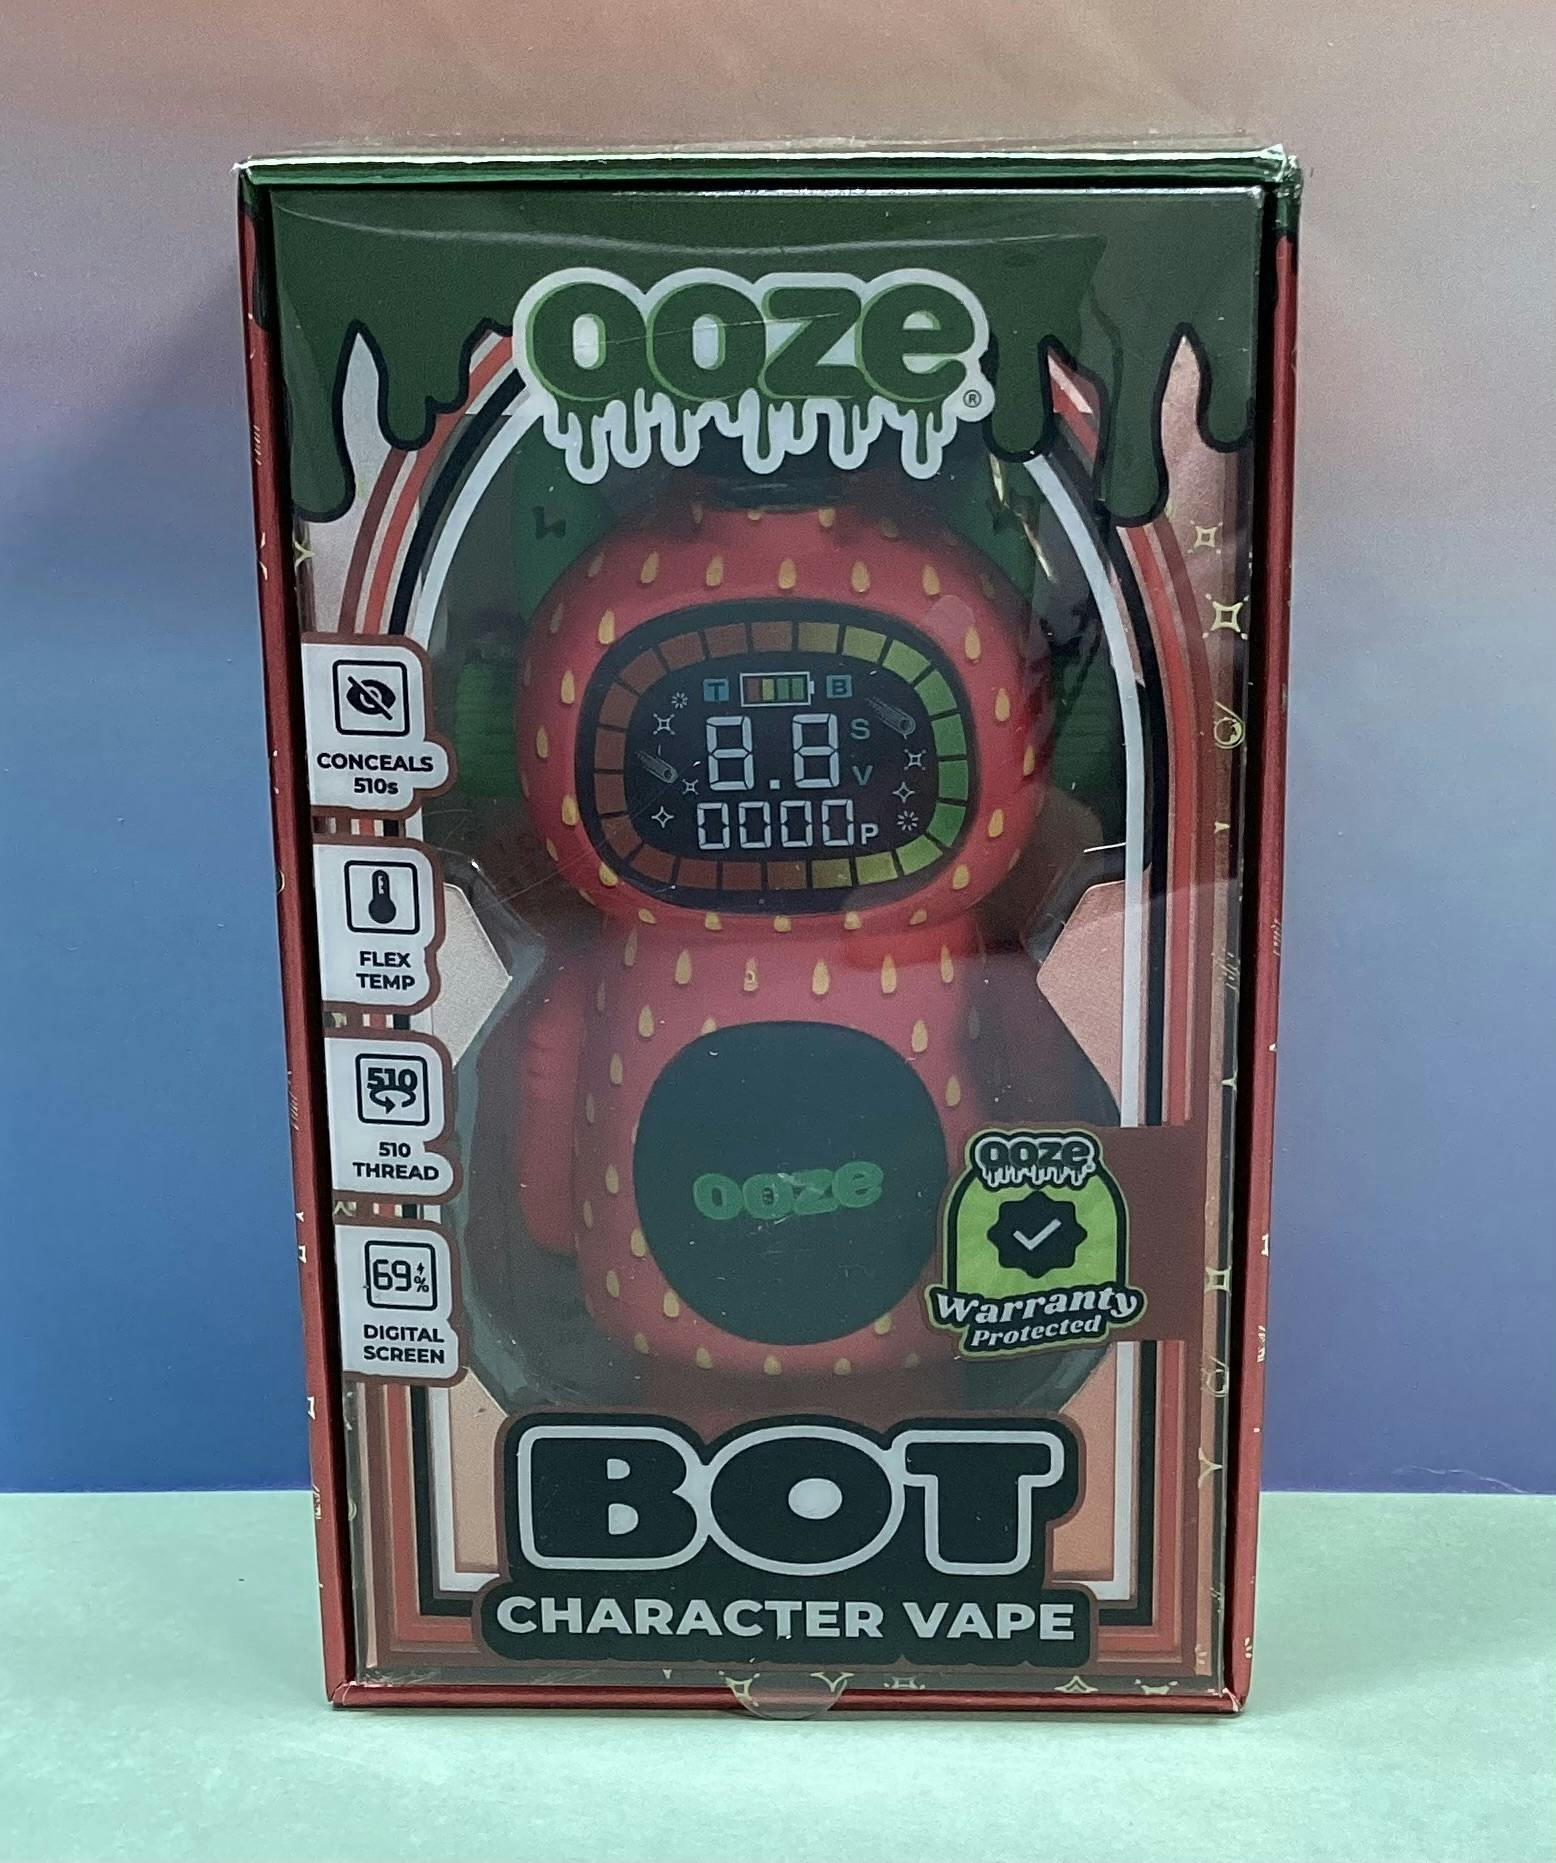 ooze®
CONCEALS
510s
FLEX
TEMP
510
510
THREAD
69%
DIGITAL
SCREEN
T B
8.8 S
V
0000P
ooze
ooze
Warranty
Protected
BOT
CHARACTER VAPE